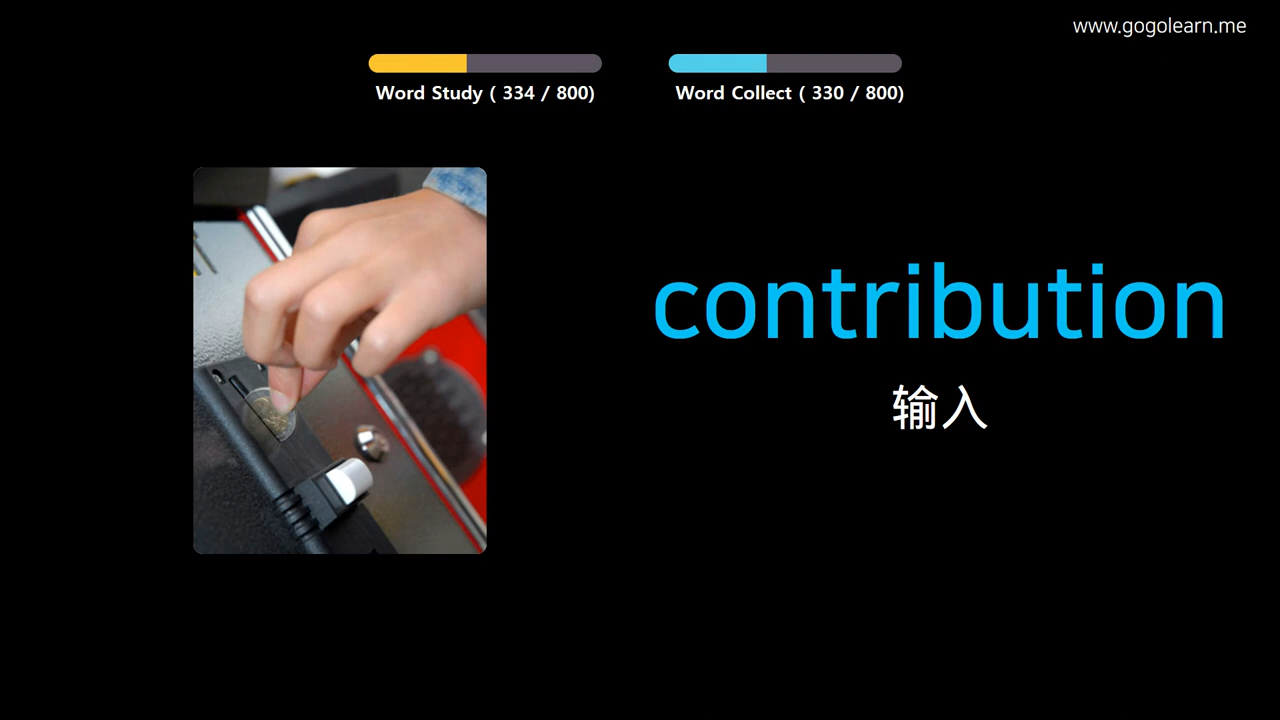 www.gogolearn.me
Word Study ( 334 / 800)
Word Collect ( 330 / 800)
contribution
输入